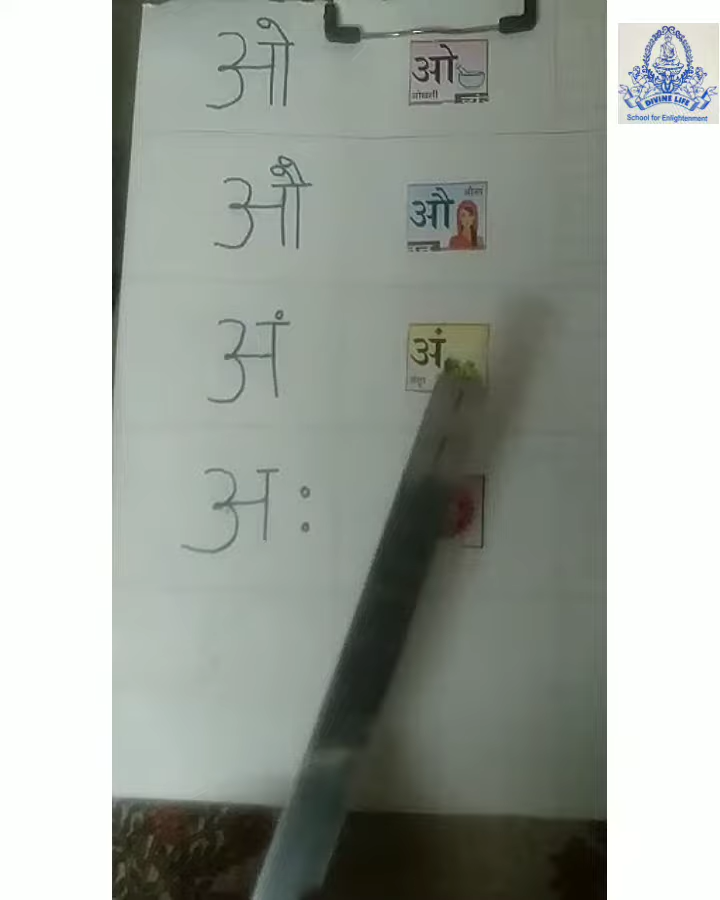 ओ ओ
ओखली
औ औ
औरत
अं अं
अंगूर
अः
DIVINE LIFE
School for Enlightenment